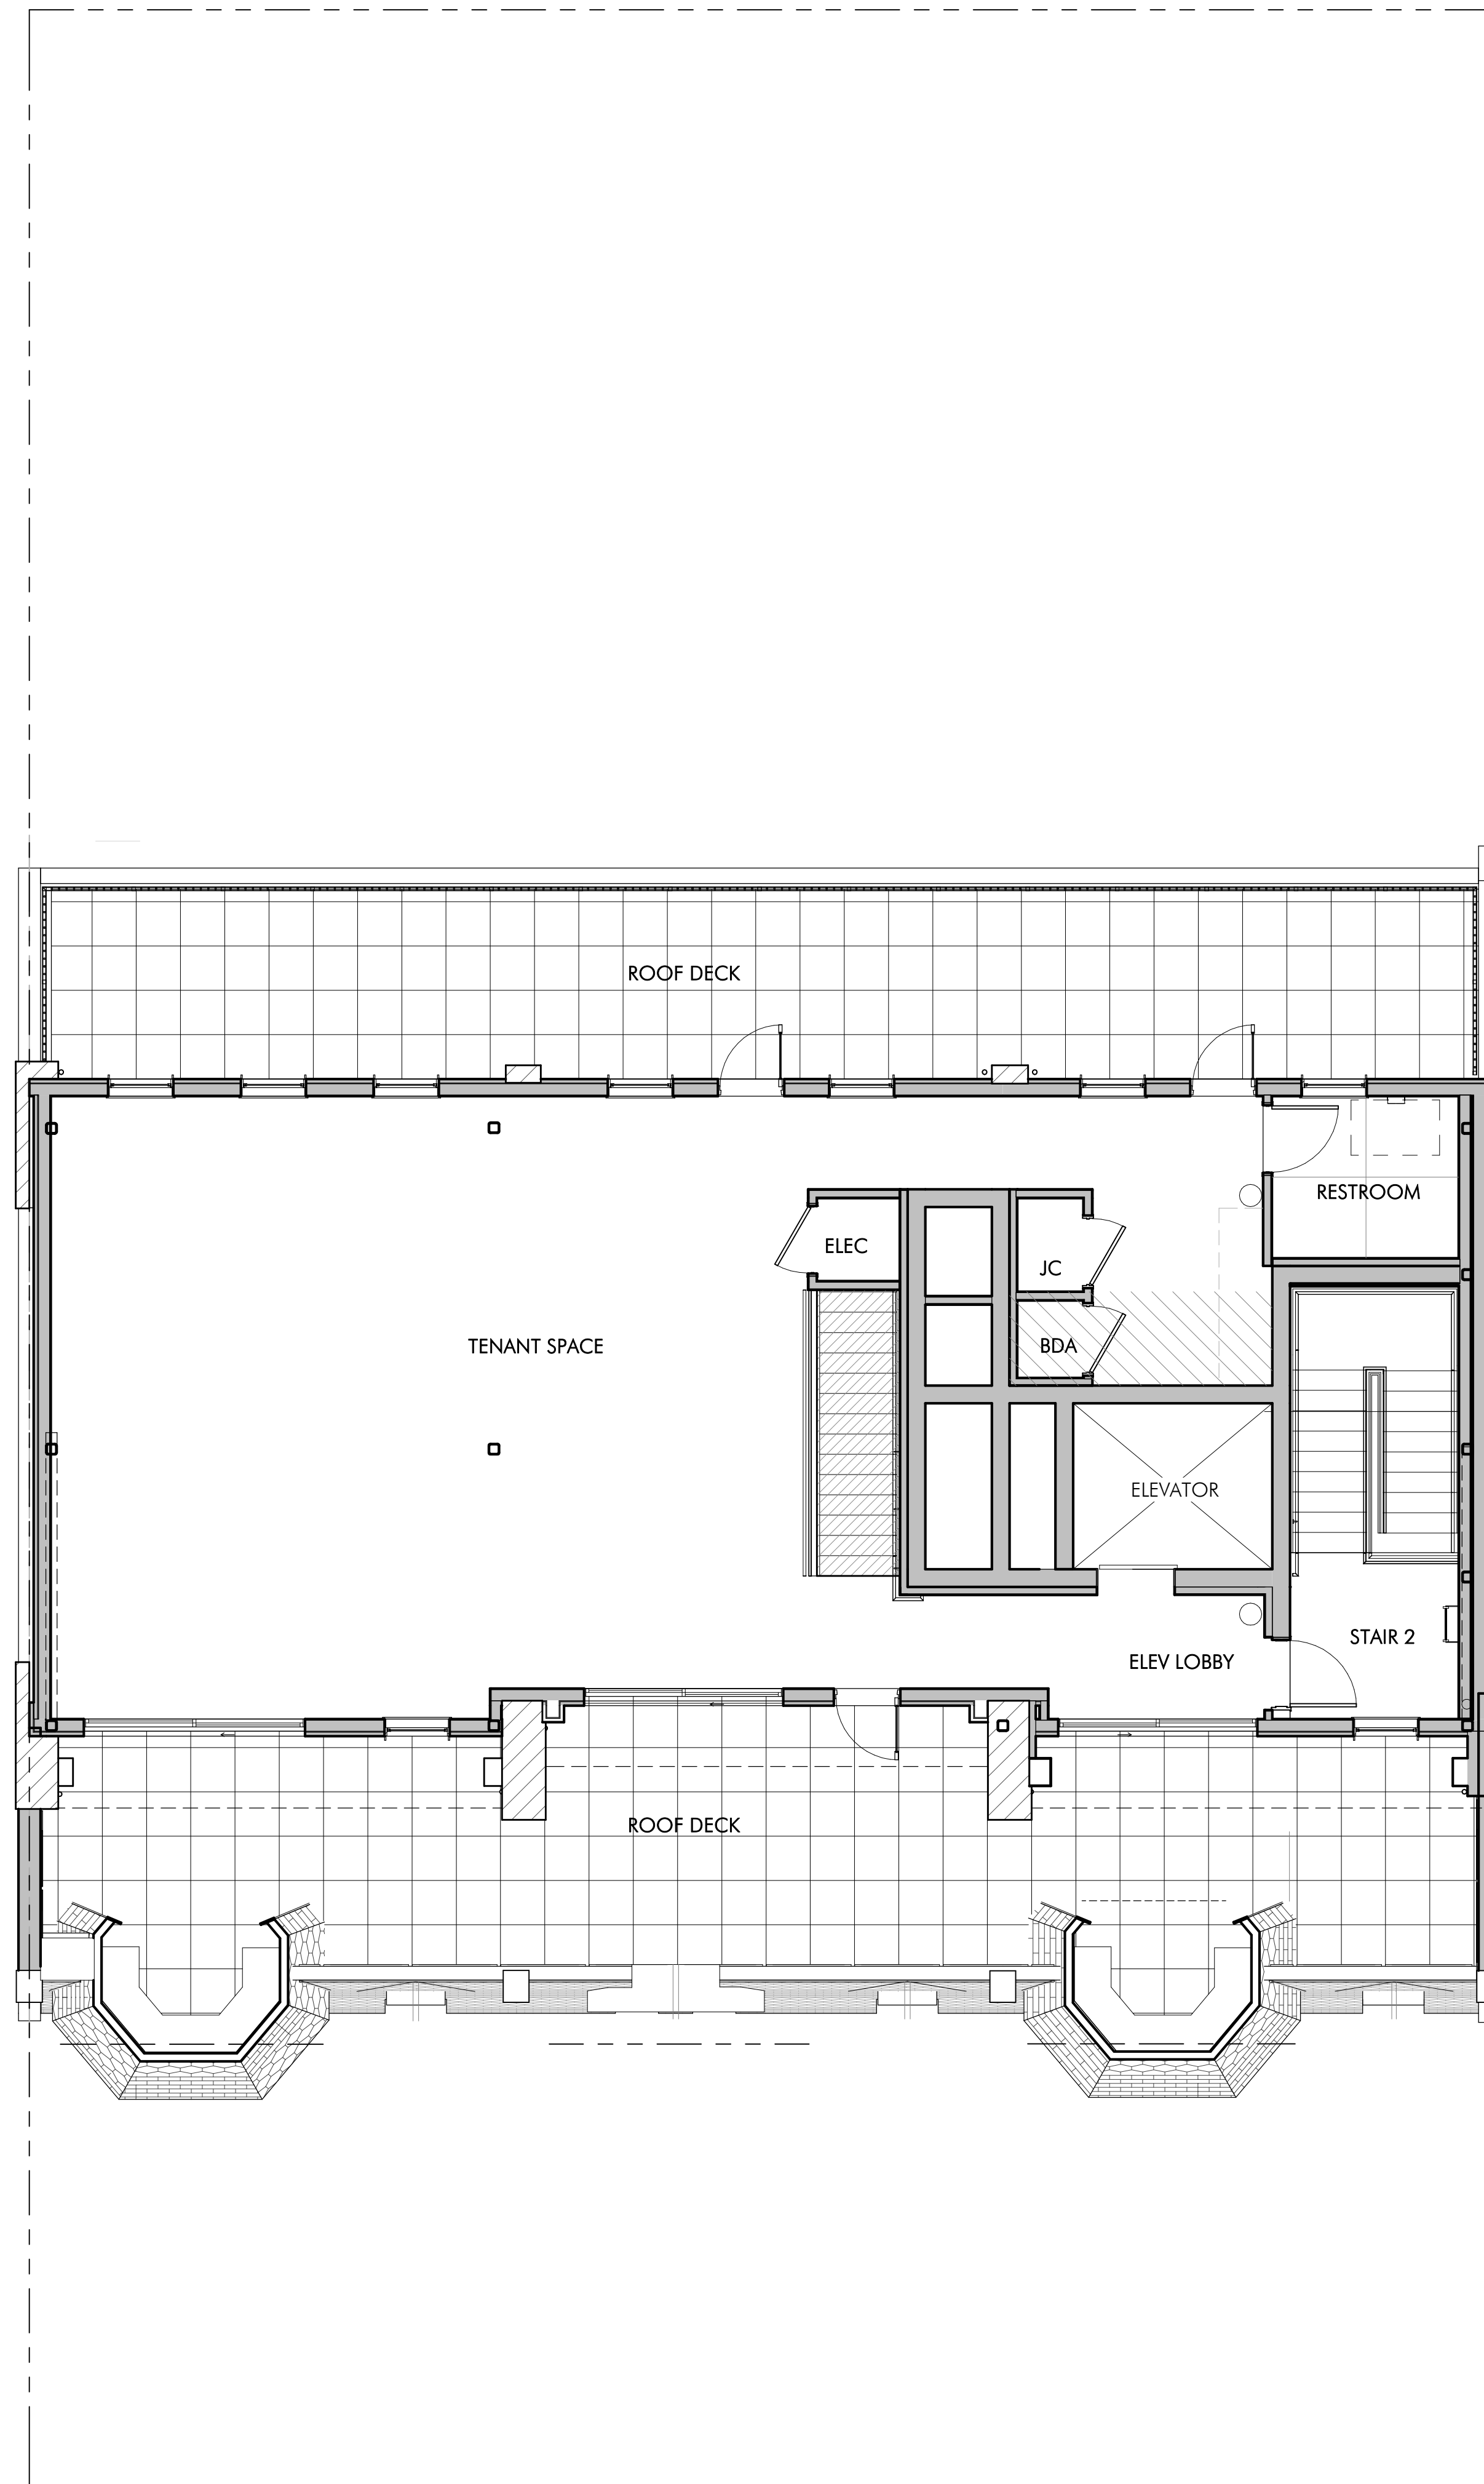 ROOF DECK
RESTROOM
ELEC
JC
TENANT SPACE
BDA
ELEVATOR
STAIR 2
ELEV LOBBY
ROOF DECK